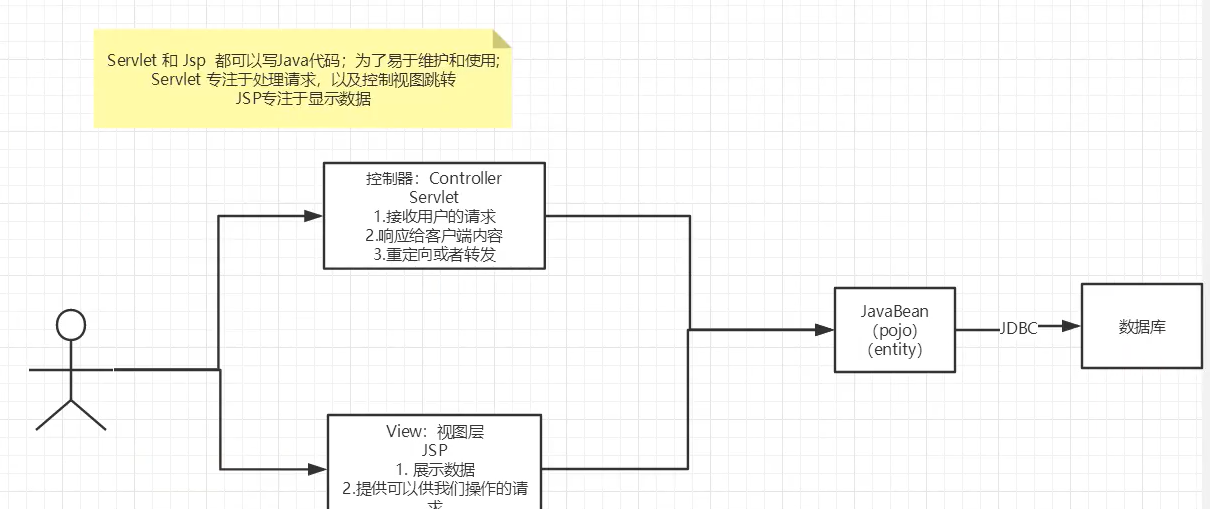 Servlet 和 Jsp 都可以写Java代码；为了易于维护和使用;
Servlet 专注于处理请求，以及控制视图跳转
JSP专注于显示数据
控制器：Controller
Servlet
1.接收用户的请求
2.响应给客户端内容
3.重定向或者转发
JavaBean
（pojo）
（entity）
JDBC
数据库
View：视图层
JSP
1. 展示数据
2.提供可以供我们操作的请
求